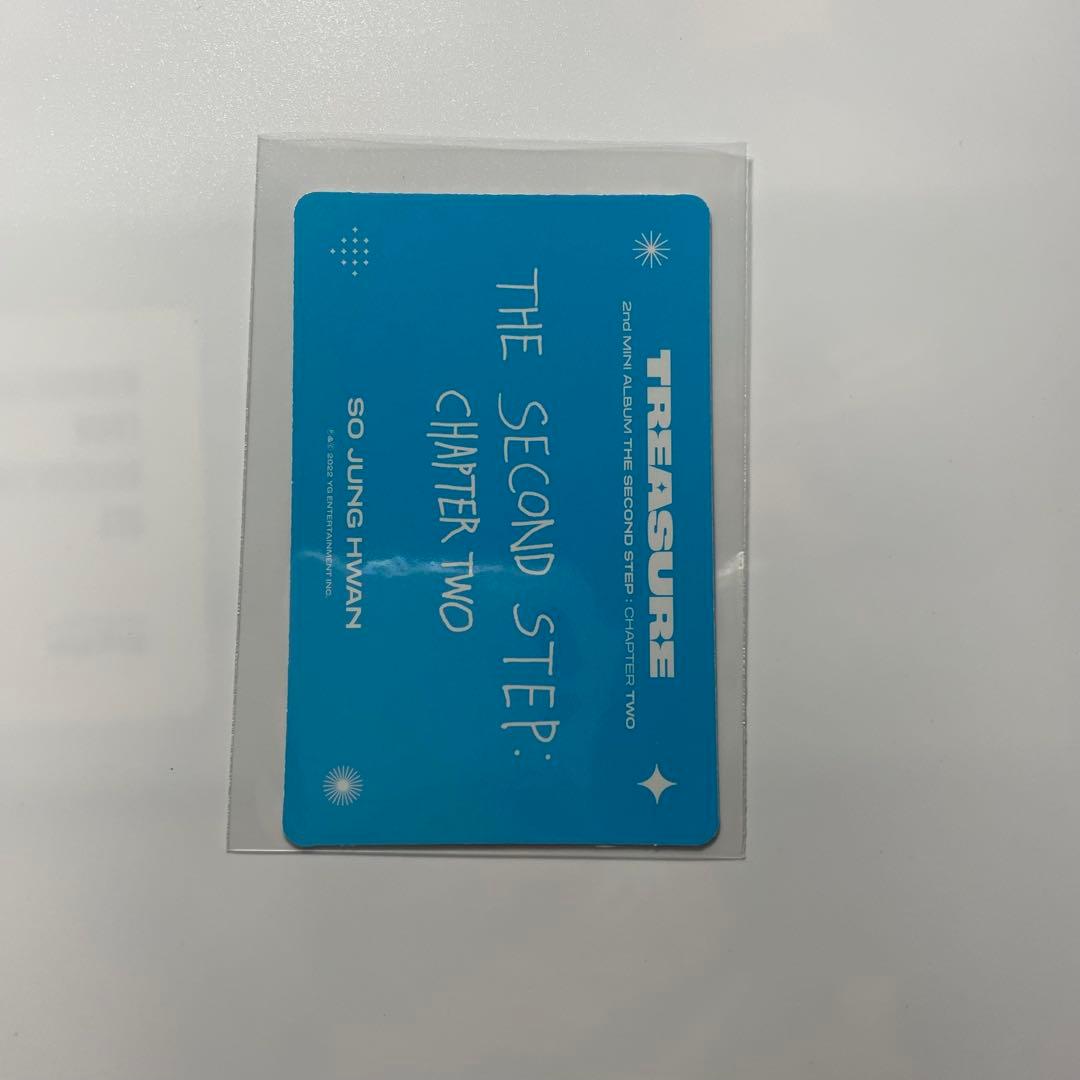 TREASURE
2nd MINI ALBUM THE SECOND STEP : CHAPTER TWO
THE SECOND STEP:
CHAPTER TWO
SO JUNG HWAN
℗&© 2022 YG ENTERTAINMENT INC.